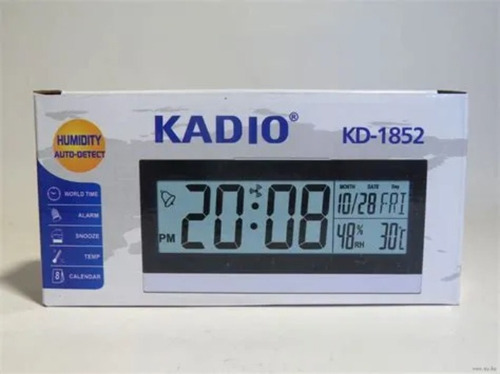 HUMIDITY
AUTO-DETECT
KADIO®
KD-1852
WORLD TIME
ALARM
SNOOZE
TEMP
8 CALENDAR
MONTH DATE DAY
10/28 FRI
PM 20:08
48% RH 30°C